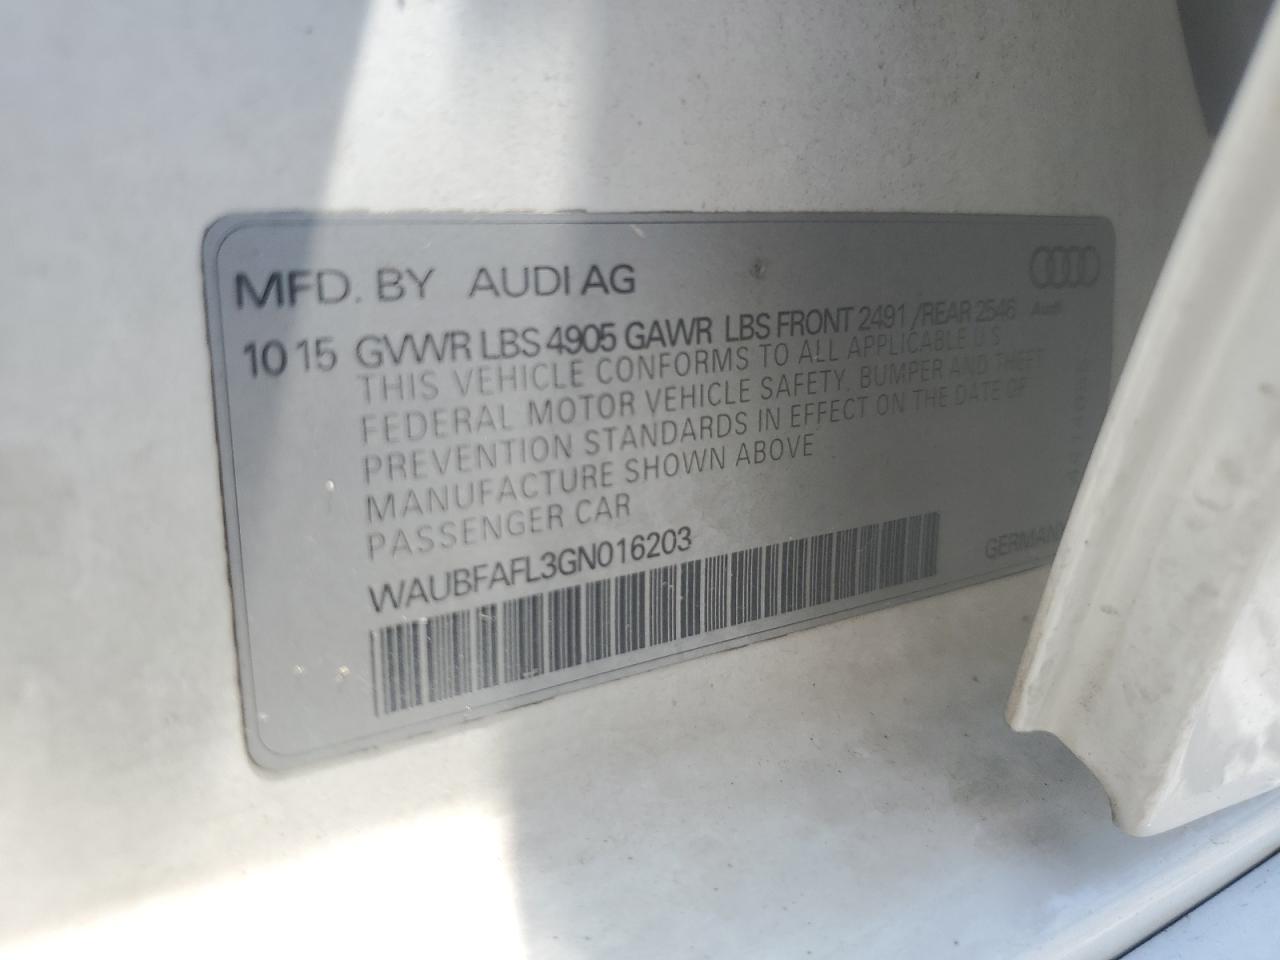 MFD. BY AUDI AG
Audi
10 15 GVWR LBS 4905 GAWR LBS FRONT 2491 /REAR 2546
THIS VEHICLE CONFORMS TO ALL APPLICABLE U S
FEDERAL MOTOR VEHICLE SAFETY, BUMPER AND THEFT
PREVENTION STANDARDS IN EFFECT ON THE DATE OF
MANUFACTURE SHOWN ABOVE
PASSENGER CAR
WAUBFAFL3GN016203